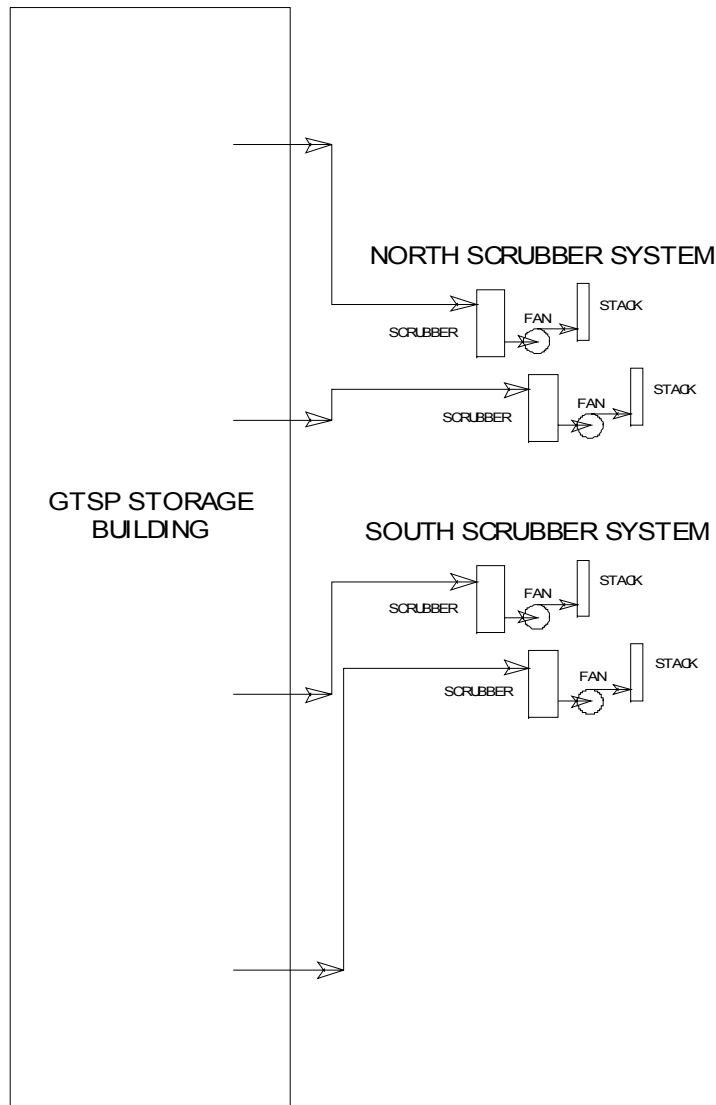 NORTH SCRUBBER SYSTEM
STACK
FAN
SCRUBBER
STACK
FAN
SCRUBBER
GTSP STORAGE
BUILDING
SOUTH SCRUBBER SYSTEM
STACK
FAN
SCRUBBER
STACK
FAN
SCRUBBER